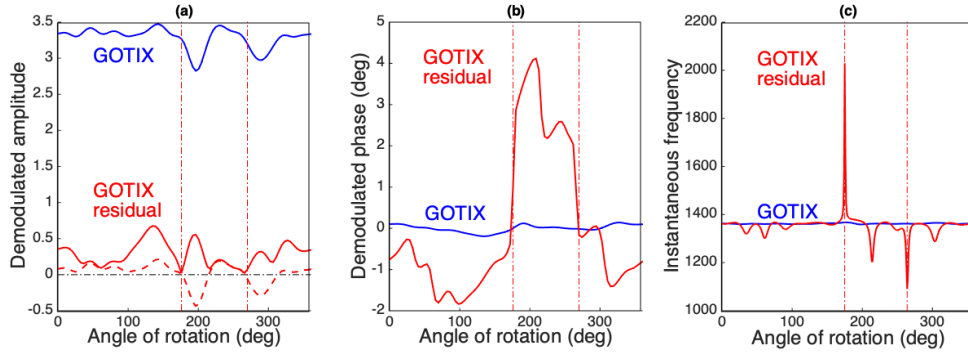 (a)
3.5
3
2.5
2
1.5
1
0.5
0
-0.5
0
100
200
300
Demodulated amplitude
Angle of rotation (deg)
GOTIX
GOTIX
residual
(b)
5
4
3
2
1
0
-1
-2
0
100
200
300
Demodulated phase (deg)
Angle of rotation (deg)
GOTIX
residual
GOTIX
(c)
2200
2000
1800
1600
1400
1200
1000
0
100
200
300
Instantaneous frequency
Angle of rotation (deg)
GOTIX
residual
GOTIX